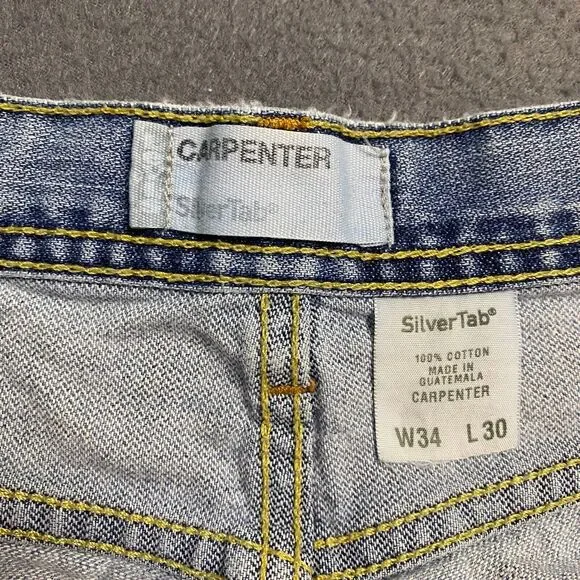 CARPENTER
SilverTab®
SilverTab®
100% COTTON
MADE IN
GUATEMALA
CARPENTER
W34 L30